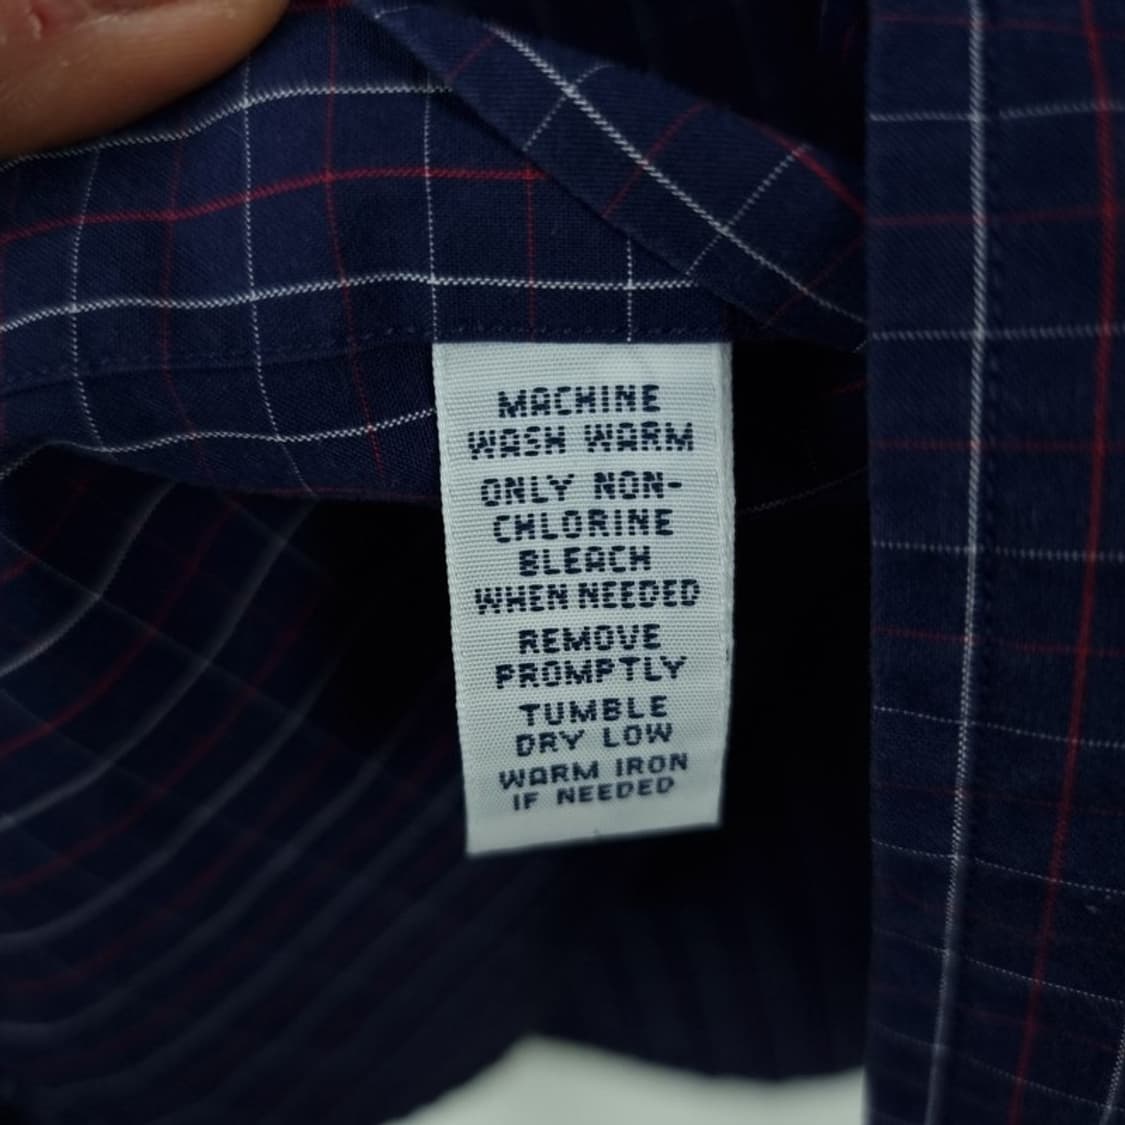 MACHINE
WASH WARM
ONLY NON-
CHLORINE
BLEACH
WHEN NEEDED
REMOVE
PROMPTLY
TUMBLE
DRY LOW
WARM IRON
IF NEEDED